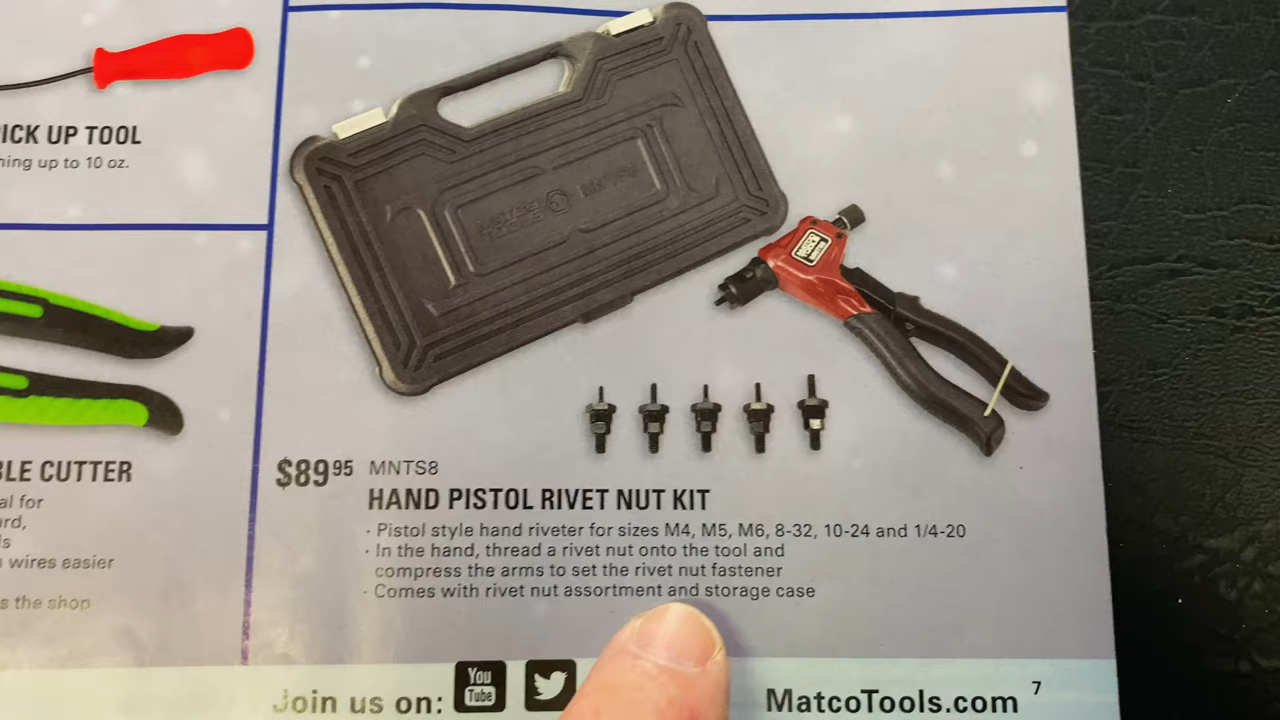 ICK UP TOOL
hing up to 10 oz.
BLE CUTTER
al for
ard,
ls
wires easier
s the shop
MATCO
TOOLS
$89.95 MNTS8
HAND PISTOL RIVET NUT KIT
· Pistol style hand riveter for sizes M4, M5, M6, 8-32, 10-24 and 1/4-20
· In the hand, thread a rivet nut onto the tool and
compress the arms to set the rivet nut fastener
· Comes with rivet nut assortment and storage case
Join us on: You Tube MatcoTools.com 7